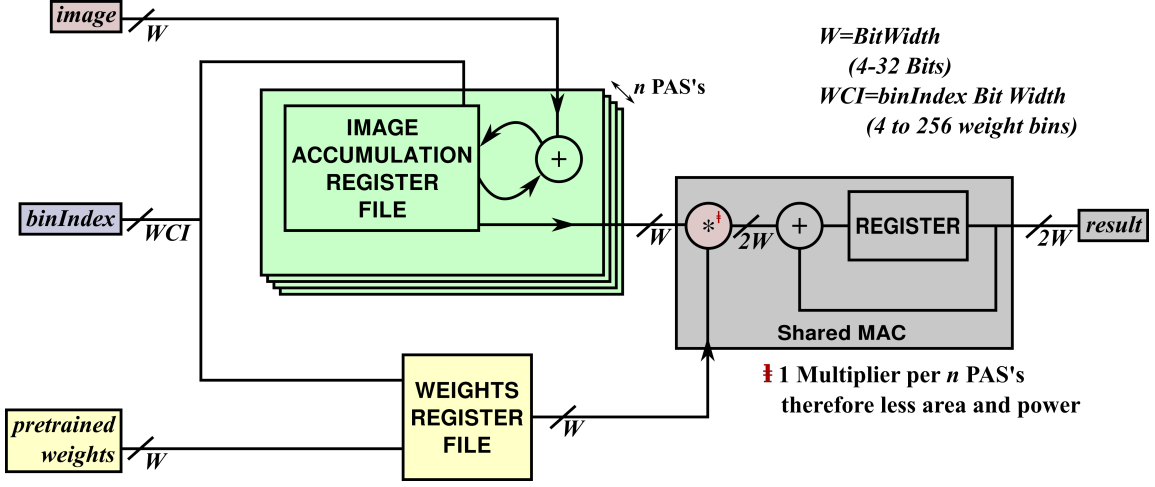 image
W
W=BitWidth
(4-32 Bits)
WCI=binIndex Bit Width
(4 to 256 weight bins)
n PAS's
IMAGE
ACCUMULATION
REGISTER
FILE
+
binIndex
WCI
W
*ⱡ
2W
+
REGISTER
2W
result
Shared MAC
ⱡ 1 Multiplier per n PAS's
therefore less area and power
WEIGHTS
REGISTER
FILE
W
pretrained
weights
W